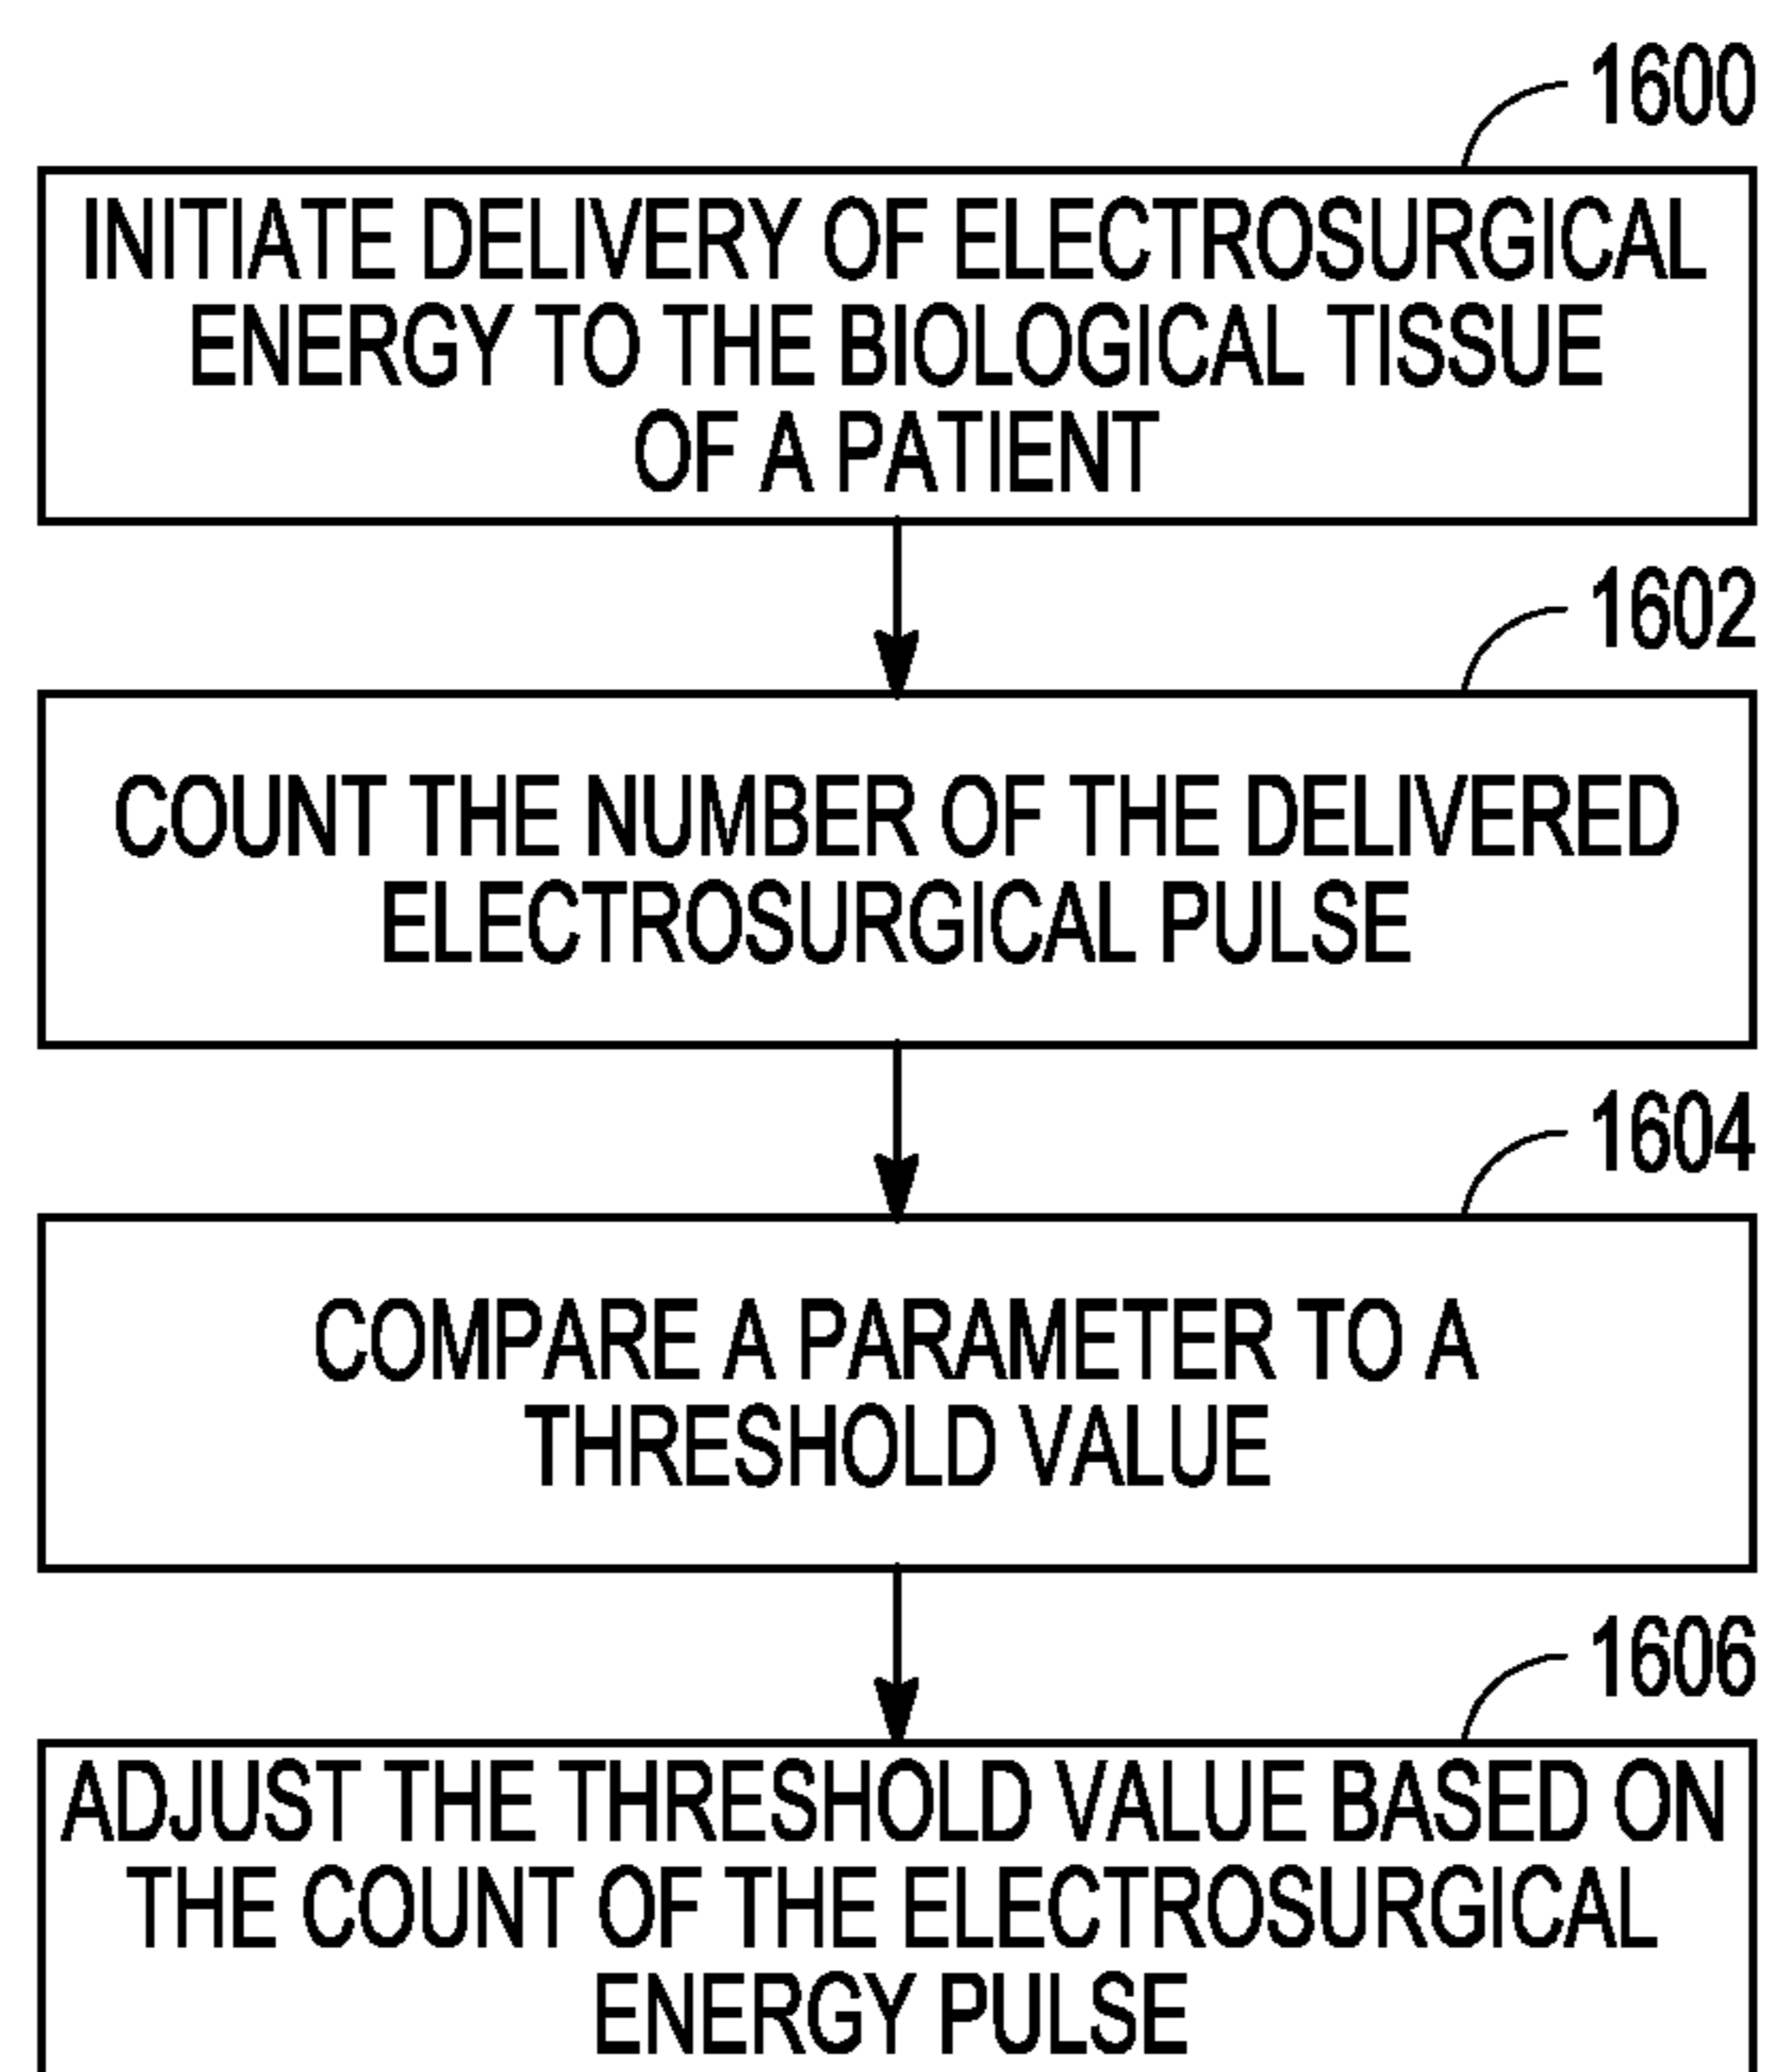 1600
INITIATE DELIVERY OF ELECTROSURGICAL
ENERGY TO THE BIOLOGICAL TISSUE
OF A PATIENT
1602
COUNT THE NUMBER OF THE DELIVERED
ELECTROSURGICAL PULSE
1604
COMPARE A PARAMETER TO A
THRESHOLD VALUE
1606
ADJUST THE THRESHOLD VALUE BASED ON
THE COUNT OF THE ELECTROSURGICAL
ENERGY PULSE